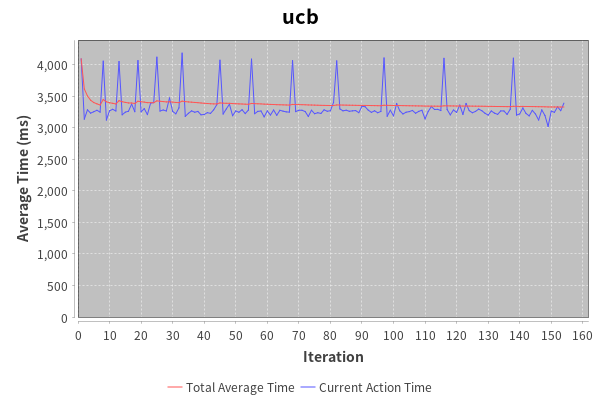 ucb
Average Time (ms)
4,000
3,500
3,000
2,500
2,000
1,500
1,000
500
0
0 10 20 30 40 50 60 70 80 90 100 110 120 130 140 150 160
Iteration
Total Average Time Current Action Time